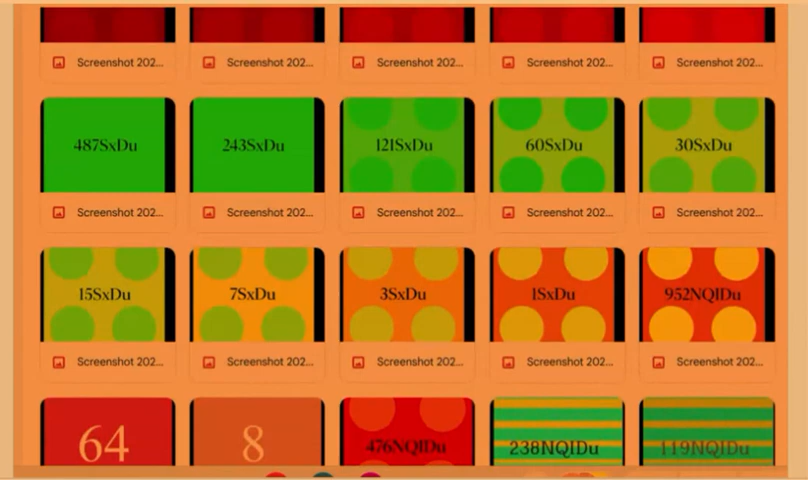 Screenshot 202... Screenshot 202... Screenshot 202... Screenshot 202... Screenshot 202...
487SxDu 243SxDu 121SxDu 60SxDu 30SxDu
Screenshot 202... Screenshot 202... Screenshot 202... Screenshot 202... Screenshot 202...
15SxDu 7SxDu 3SxDu 1SxDu 952NQIDu
Screenshot 202... Screenshot 202... Screenshot 202... Screenshot 202... Screenshot 202...
64 8 476NQIDu 238NQIDu 119NQIDu